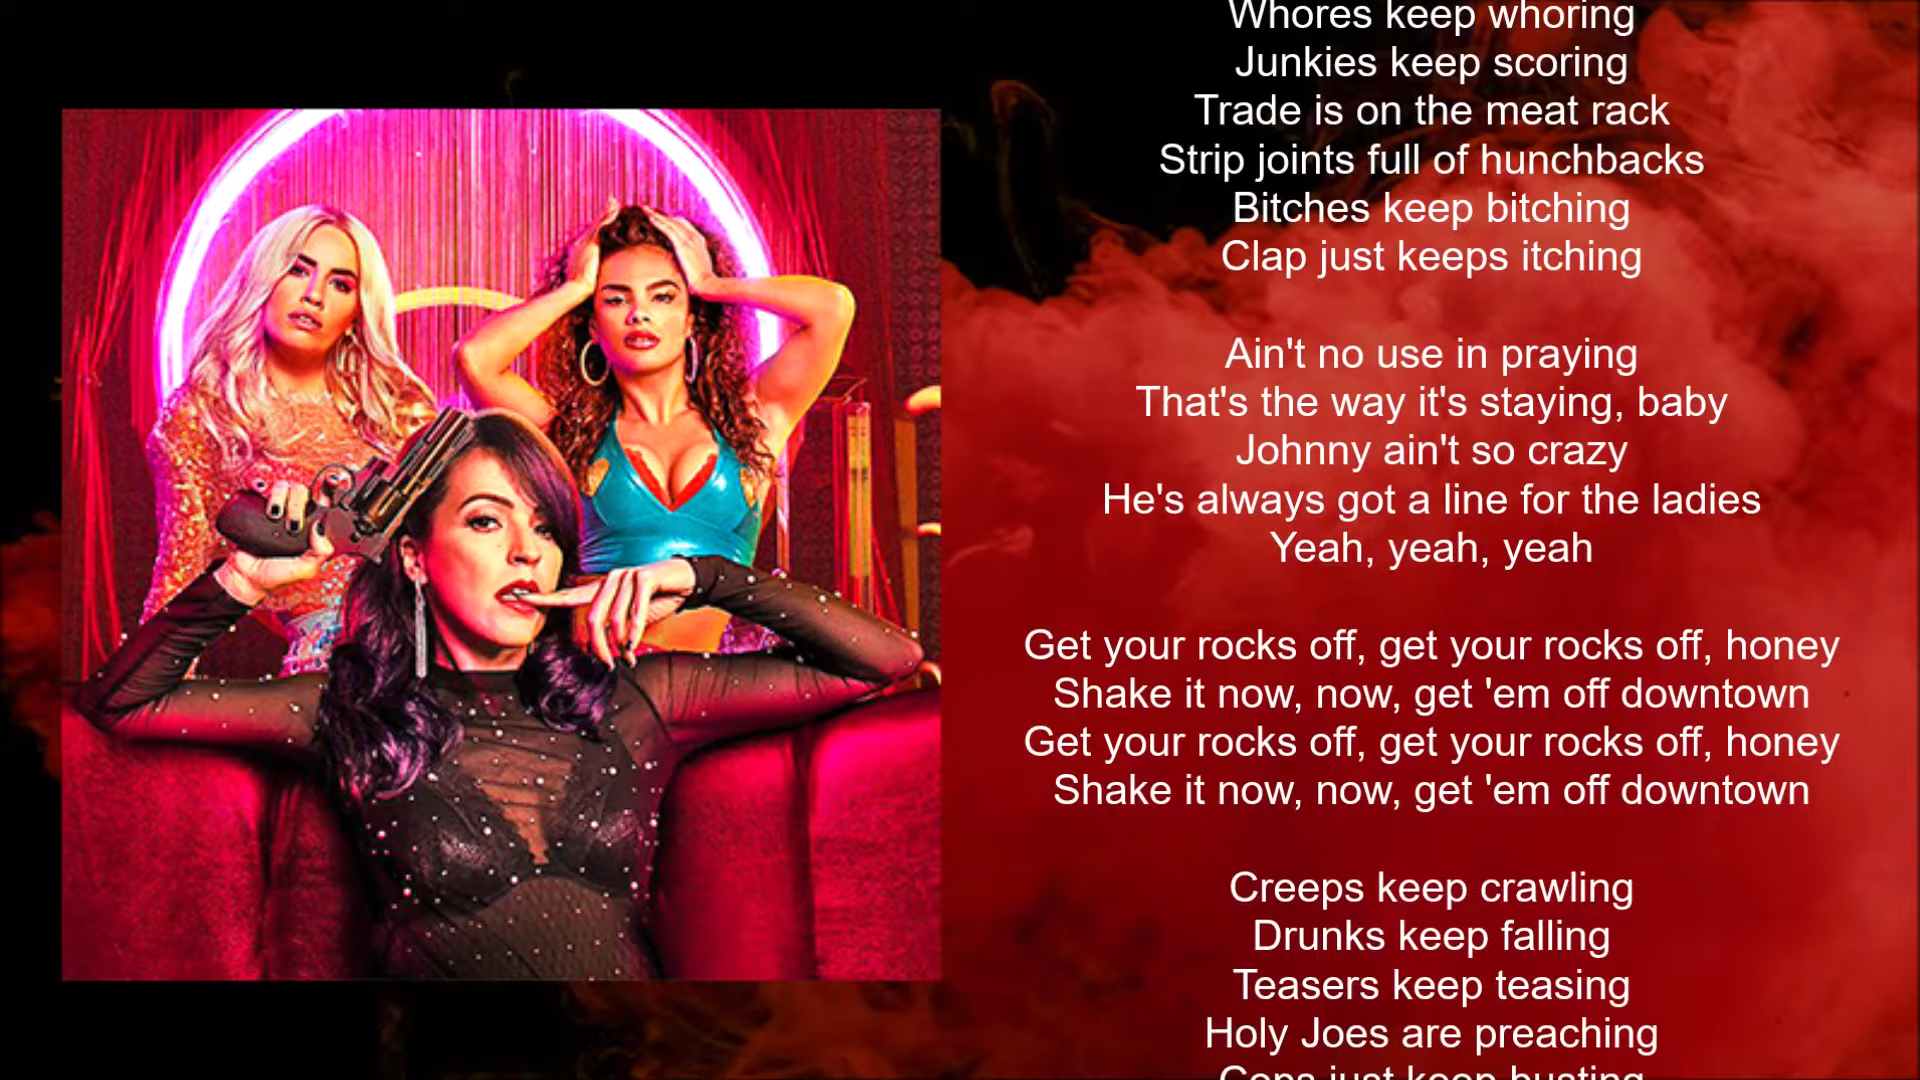 Whores keep whoring
Junkies keep scoring
Trade is on the meat rack
Strip joints full of hunchbacks
Bitches keep bitching
Clap just keeps itching
Ain't no use in praying
That's the way it's staying, baby
Johnny ain't so crazy
He's always got a line for the ladies
Yeah, yeah, yeah
Get your rocks off, get your rocks off, honey
Shake it now, now, get 'em off downtown
Get your rocks off, get your rocks off, honey
Shake it now, now, get 'em off downtown
Creeps keep crawling
Drunks keep falling
Teasers keep teasing
Holy Joes are preaching
Cops just keep busting